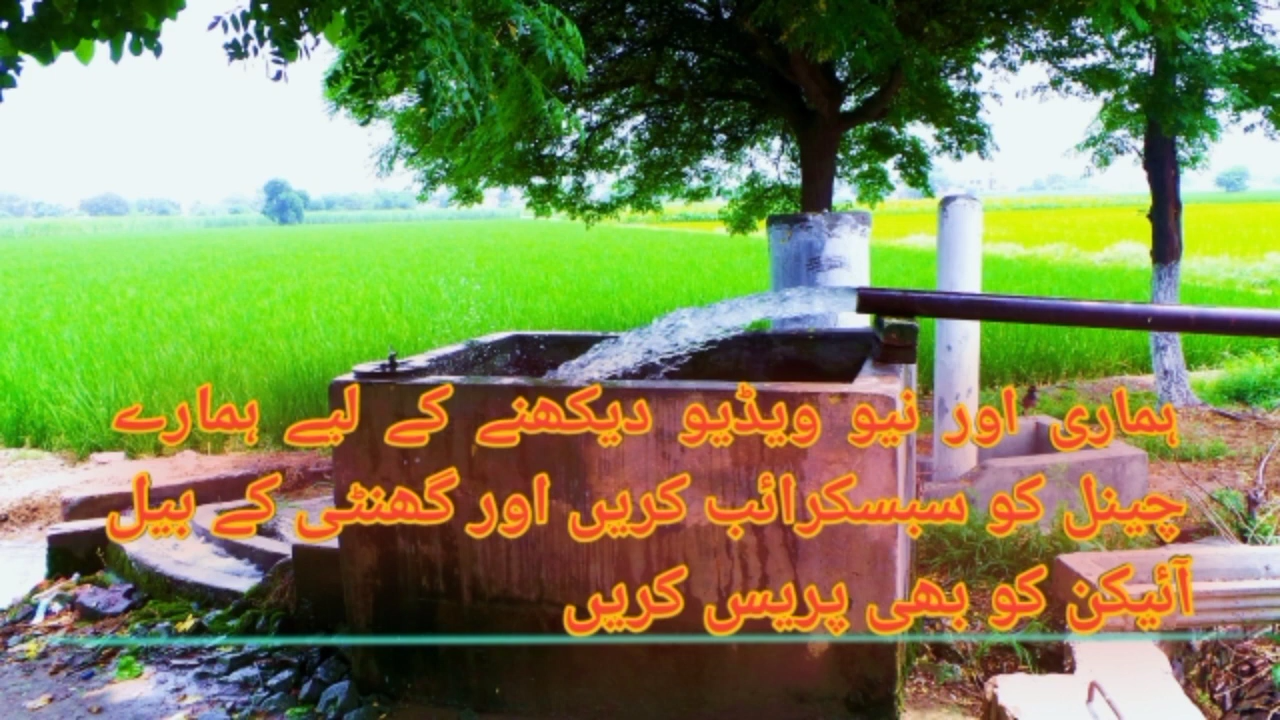 ہماری اور نیو ویڈیو دیکھنے کے لیے ہمارے
چینل کو سبسکرائب کریں اور گھنٹی کے بیل
آئیکن کو بھی پریس کریں